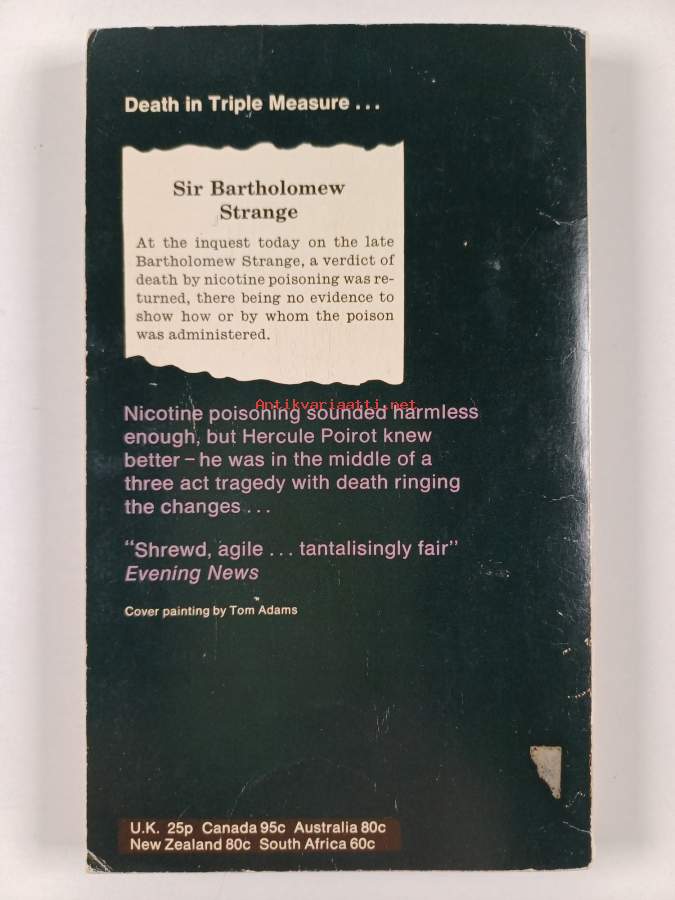 Death in Triple Measure...
Sir Bartholomew
Strange
At the inquest today on the late
Bartholomew Strange, a verdict of
death by nicotine poisoning was re-
turned, there being no evidence to
show how or by whom the poison
was administered.
Antikvariaatti.net
Nicotine poisoning sounded harmless
enough, but Hercule Poirot knew
better – he was in the middle of a
three act tragedy with death ringing
the changes...
“Shrewd, agile... tantalisingly fair”
Evening News
Cover painting by Tom Adams
U.K. 25p Canada 95c Australia 80c
New Zealand 80c South Africa 60c